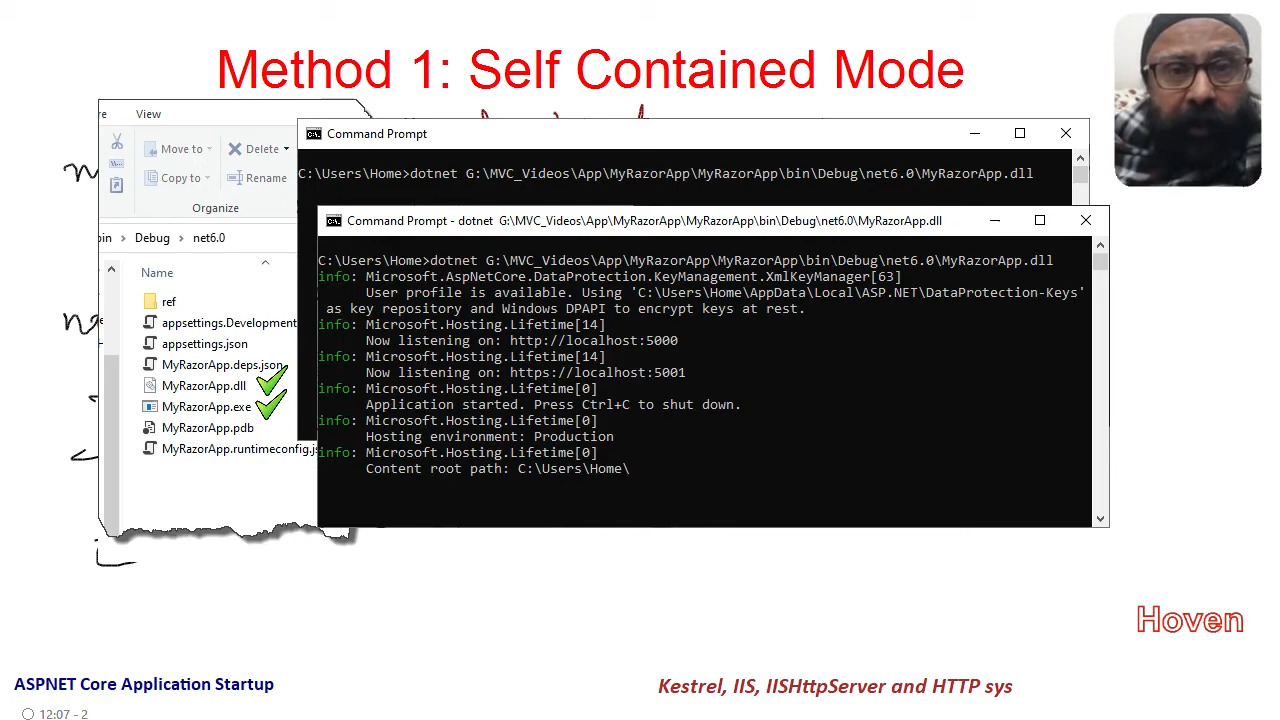 Method 1: Self Contained Mode
re View
Move to Delete
Copy to Rename
Organize
bin Debug net6.0
Name
ref
appsettings.Development
appsettings.json
MyRazorApp.deps.json
MyRazorApp.dll
MyRazorApp.exe
MyRazorApp.pdb
MyRazorApp.runtimeconfig.js
Command Prompt
C:\Users\Home>dotnet G:\MVC_Videos\App\MyRazorApp\MyRazorApp\bin\Debug\net6.0\MyRazorApp.dll
Command Prompt - dotnet G:\MVC_Videos\App\MyRazorApp\MyRazorApp\bin\Debug\net6.0\MyRazorApp.dll
C:\Users\Home>dotnet G:\MVC_Videos\App\MyRazorApp\MyRazorApp\bin\Debug\net6.0\MyRazorApp.dll
info: Microsoft.AspNetCore.DataProtection.KeyManagement.XmlKeyManager[63]
User profile is available. Using 'C:\Users\Home\AppData\Local\ASP.NET\DataProtection-Keys'
as key repository and Windows DPAPI to encrypt keys at rest.
info: Microsoft.Hosting.Lifetime[14]
Now listening on: http://localhost:5000
info: Microsoft.Hosting.Lifetime[14]
Now listening on: https://localhost:5001
info: Microsoft.Hosting.Lifetime[0]
Application started. Press Ctrl+C to shut down.
info: Microsoft.Hosting.Lifetime[0]
Hosting environment: Production
info: Microsoft.Hosting.Lifetime[0]
Content root path: C:\Users\Home\
Hoven
ASPNET Core Application Startup
Kestrel, IIS, IISHttpServer and HTTP sys
12:07 - 2